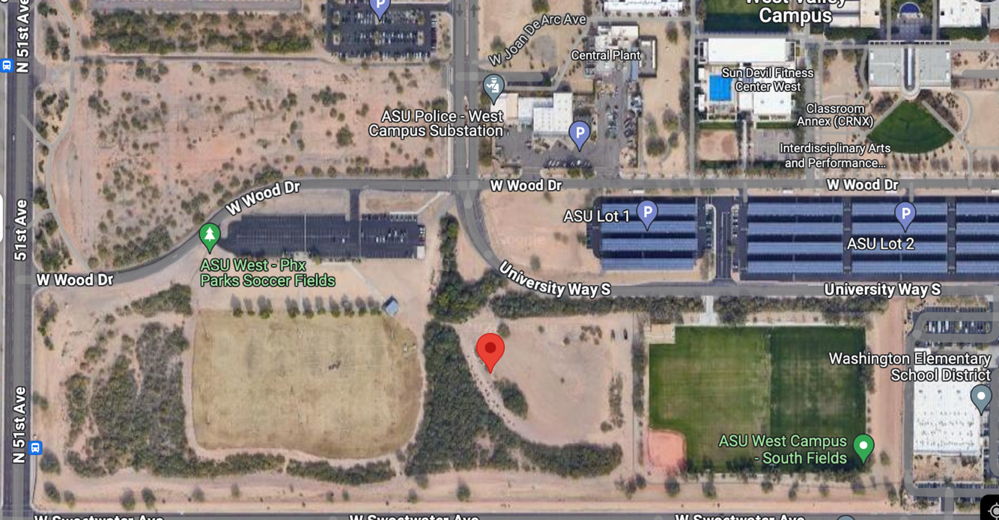 N 51st Ave
P
West Valley
Campus
W Joan De Arc Ave
Central Plant
Sun Devil Fitness
Center West
ASU Police - West
Campus Substation
P
Classroom
Annex (CRNX)
Interdisciplinary Arts
and Performance...
W Wood Dr
W Wood Dr
W Wood Dr
51st Ave
ASU Lot 1
P
P
ASU Lot 2
ASU West - Phx
Parks Soccer Fields
W Wood Dr
University Way S
University Way S
Washington Elementary
School District
N 51st Ave
ASU West Campus
- South Fields
W Sweetwater Ave
W Sweetwater Ave
W Sweetwater Ave